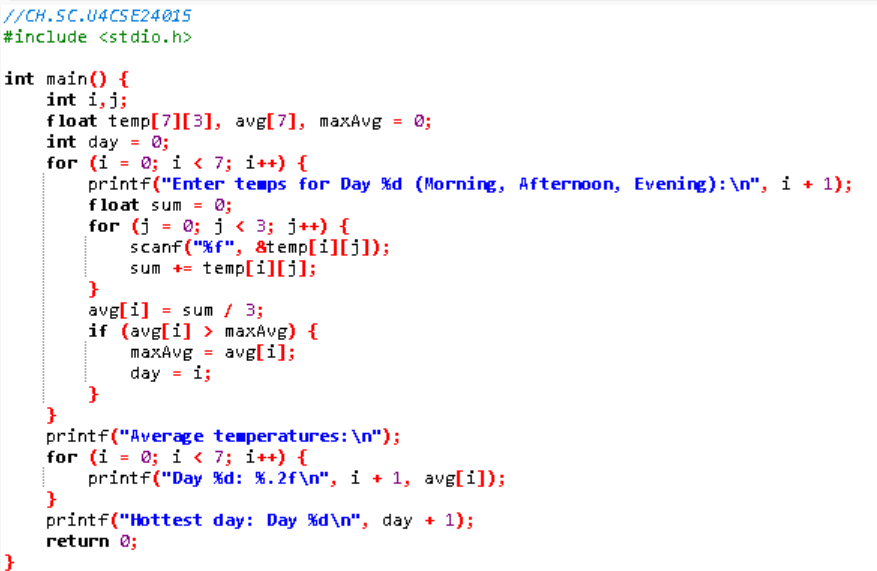 //CH.SC.U4CSE24015
#include <stdio.h>
int main() {
    int i,j;
    float temp[7][3], avg[7], maxAvg = 0;
    int day = 0;
    for (i = 0; i < 7; i++) {
        printf("Enter temps for Day %d (Morning, Afternoon, Evening):\n", i + 1);
        float sum = 0;
        for (j = 0; j < 3; j++) {
            scanf("%f", &temp[i][j]);
            sum += temp[i][j];
        }
        avg[i] = sum / 3;
        if (avg[i] > maxAvg) {
            maxAvg = avg[i];
            day = i;
        }
    }
    printf("Average temperatures:\n");
    for (i = 0; i < 7; i++) {
        printf("Day %d: %.2f\n", i + 1, avg[i]);
    }
    printf("Hottest day: Day %d\n", day + 1);
    return 0;
}